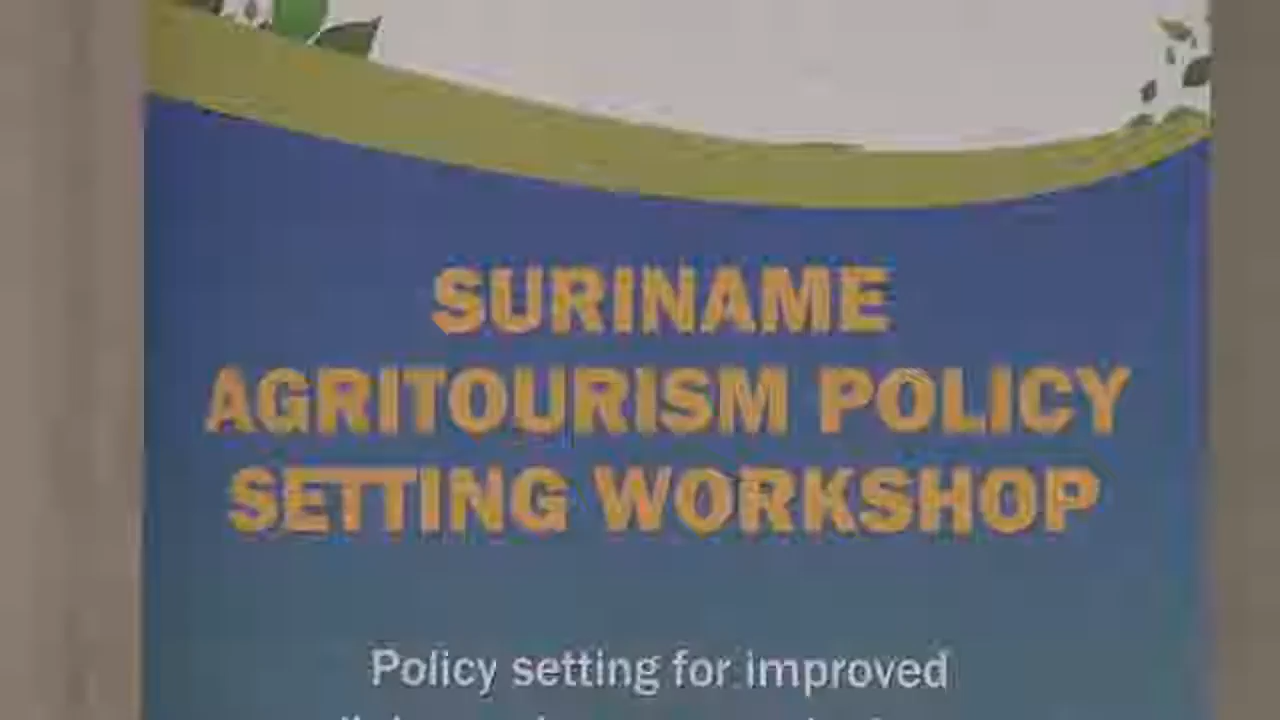 SURINAME
AGRITOURISM POLICY
SETTING WORKSHOP
Policy setting for improved